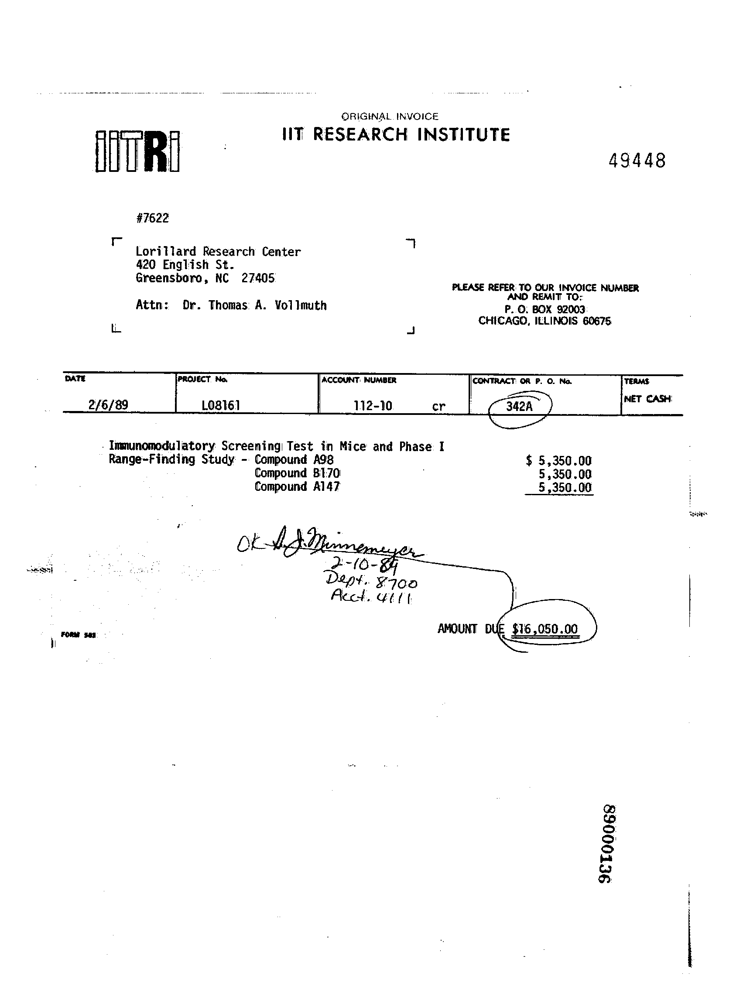 ORIGINAL INVOICE
IITRI
IIT RESEARCH INSTITUTE
49448
#7622
Lorillard Research Center
420 English St.
Greensboro, NC 27405
Attn: Dr. Thomas A. Vollmuth
PLEASE REFER TO OUR INVOICE NUMBER
AND REMIT TO:
P. O. BOX 92003
CHICAGO, ILLINOIS 60675
DATE PROJECT No. ACCOUNT NUMBER CONTRACT OR P. O. No. TERMS
2/6/89 L08161 112-10 cr 342A NET CASH
Immunomodulatory Screening Test in Mice and Phase I
Range-Finding Study - Compound A98 $ 5,350.00
Compound B170 5,350.00
Compound A147 5,350.00
OK A.J. Minnemeyer
2-10-89
Dept. 8700
Acct. 4111
AMOUNT DUE $16,050.00
FORM 503
89000136